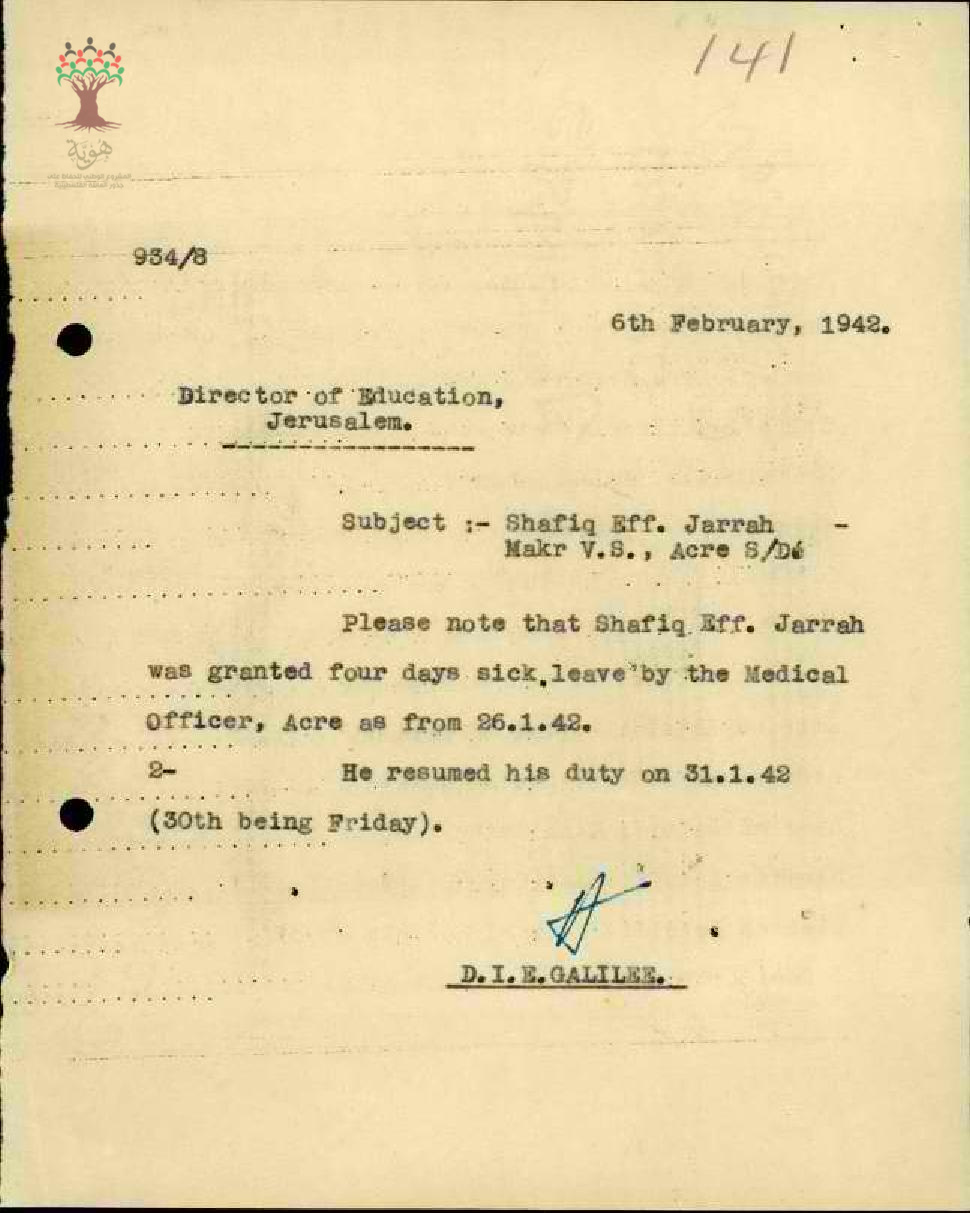 141
هوية
934/8
6th February, 1942.
Director of Education,
Jerusalem.
Subject :- Shafiq Eff. Jarrah -
Makr V.S., Acre S/D.
Please note that Shafiq Eff. Jarrah
was granted four days sick leave by the Medical
Officer, Acre as from 26.1.42.
2- He resumed his duty on 31.1.42
(30th being Friday).
D.I.E.GALILEE.